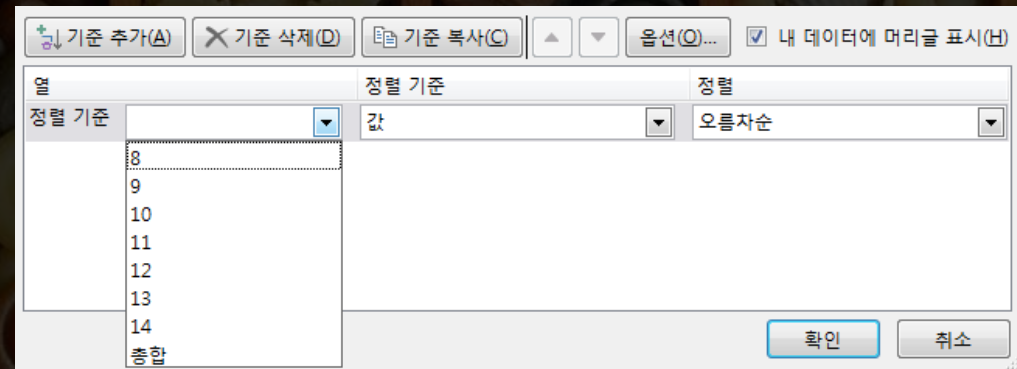 기준 추가(A) 기준 삭제(D) 기준 복사(C) 옵션(O)... 내 데이터에 머리글 표시(H)
열 정렬 기준 정렬
정렬 기준 값 오름차순
8
9
10
11
12
13
14
총합
확인 취소